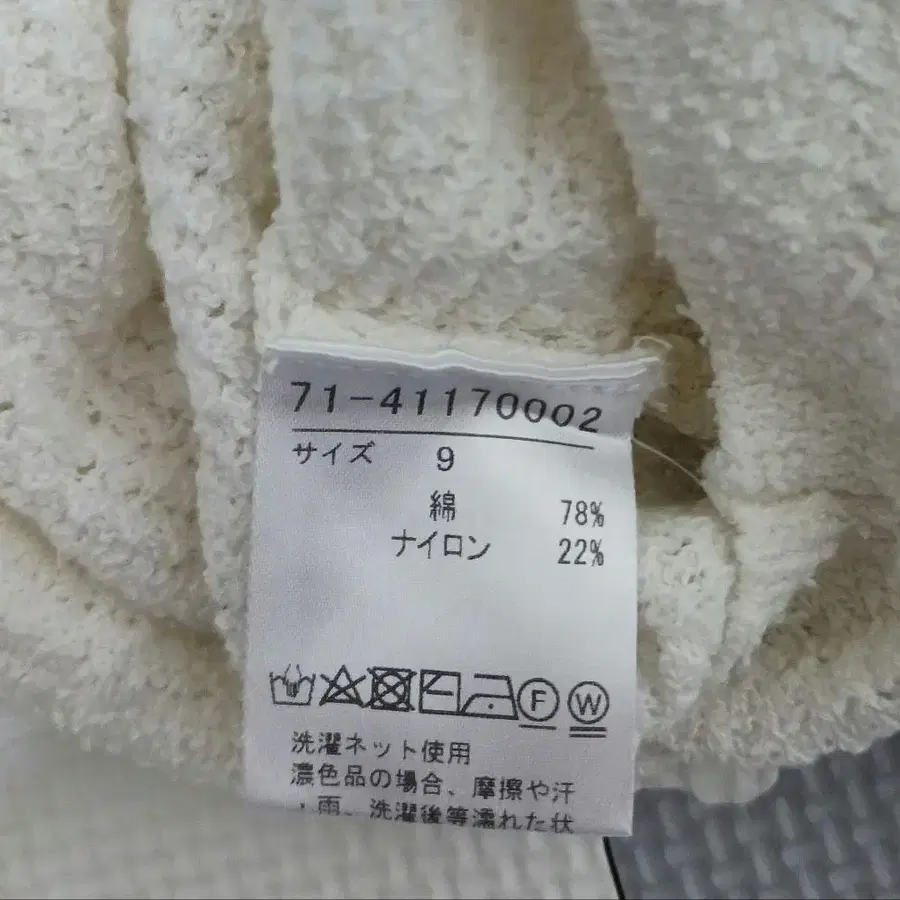 71-41170002
サイズ 9
綿 78%
ナイロン 22%
F W
洗濯ネット使用
濃色品の場合、摩擦や汗
・雨、洗濯後等濡れた状